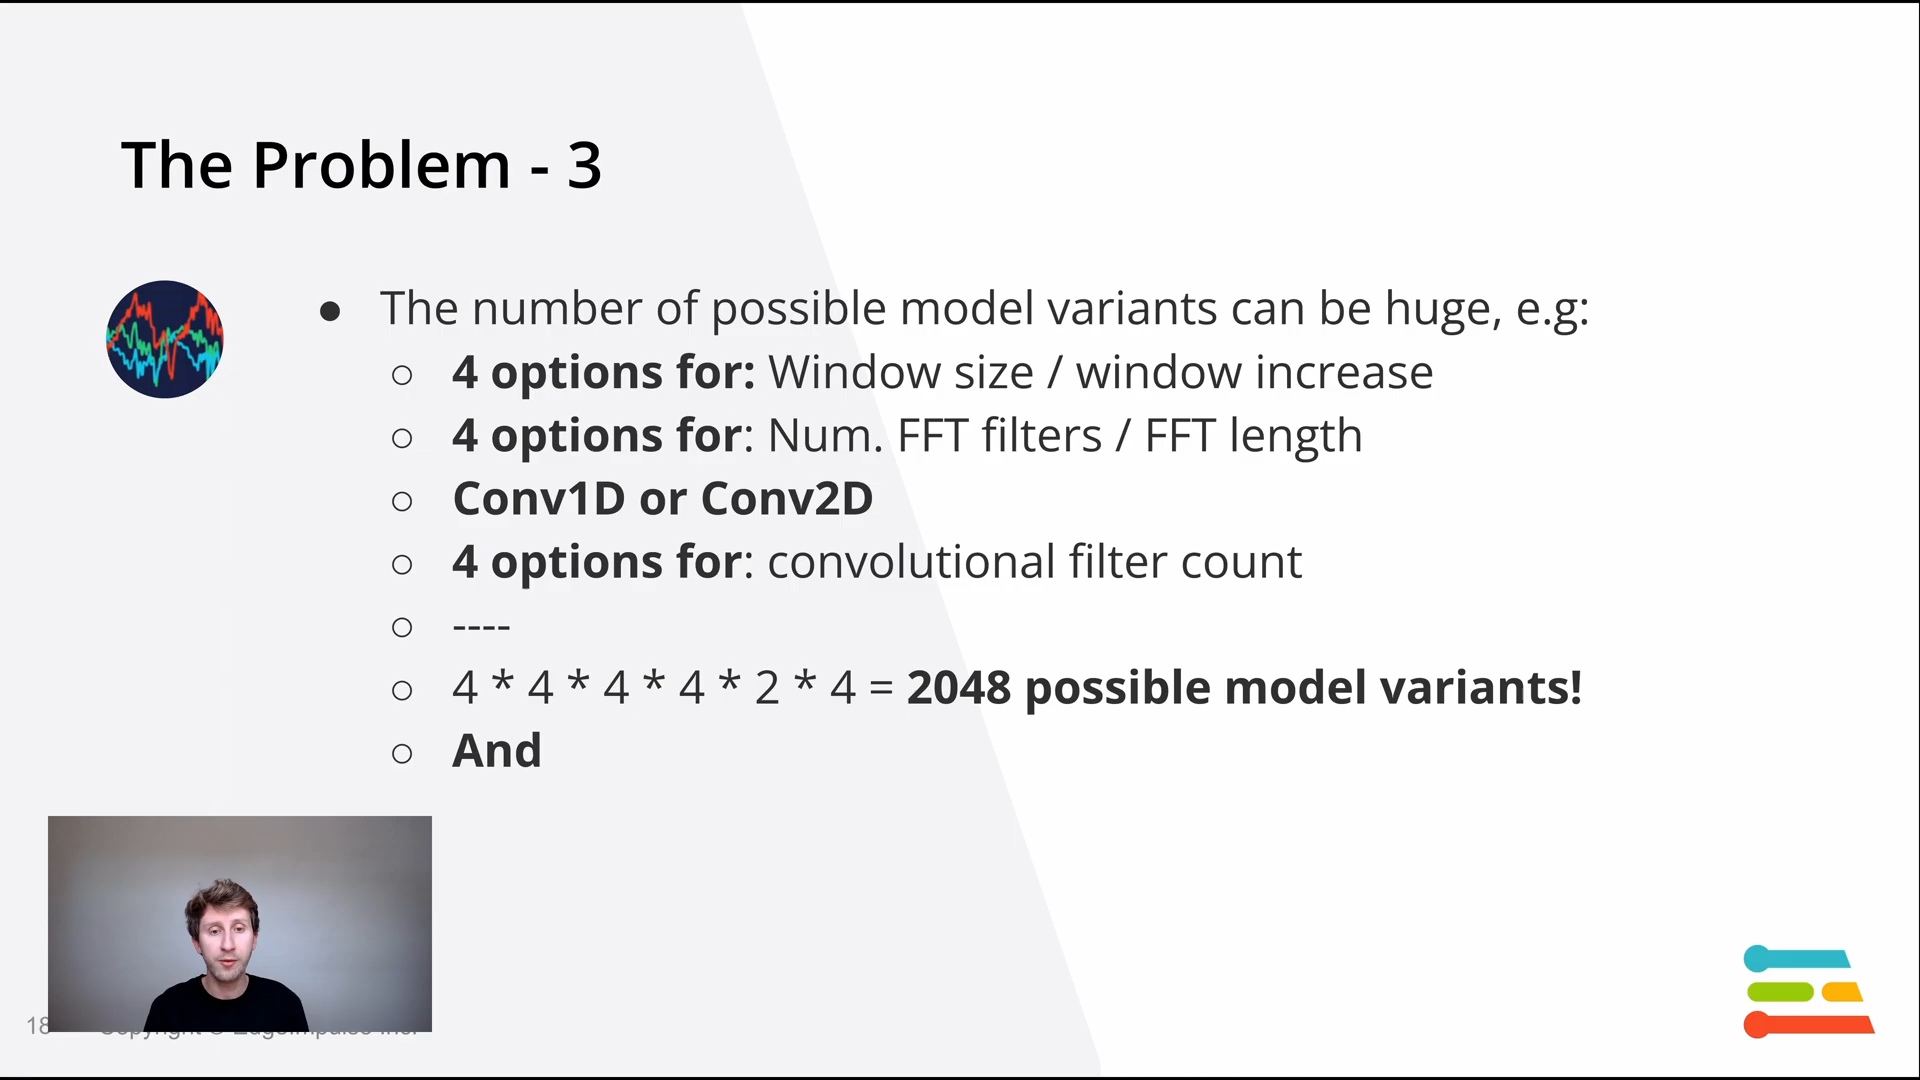 The Problem - 3
● The number of possible model variants can be huge, e.g:
○ 4 options for: Window size / window increase
○ 4 options for: Num. FFT filters / FFT length
○ Conv1D or Conv2D
○ 4 options for: convolutional filter count
○ ----
○ 4 * 4 * 4 * 4 * 2 * 4 = 2048 possible model variants!
○ And
18